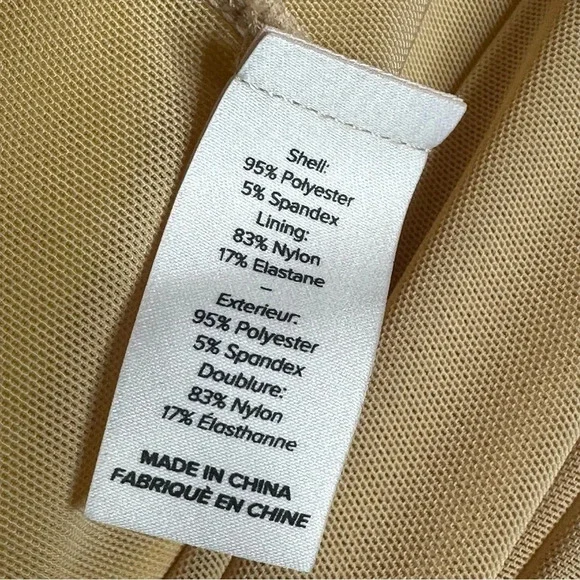 Shell:
95% Polyester
5% Spandex
Lining:
83% Nylon
17% Elastane
–
Exterieur:
95% Polyester
5% Spandex
Doublure:
83% Nylon
17% Élasthanne
MADE IN CHINA
FABRIQUÈ EN CHINE